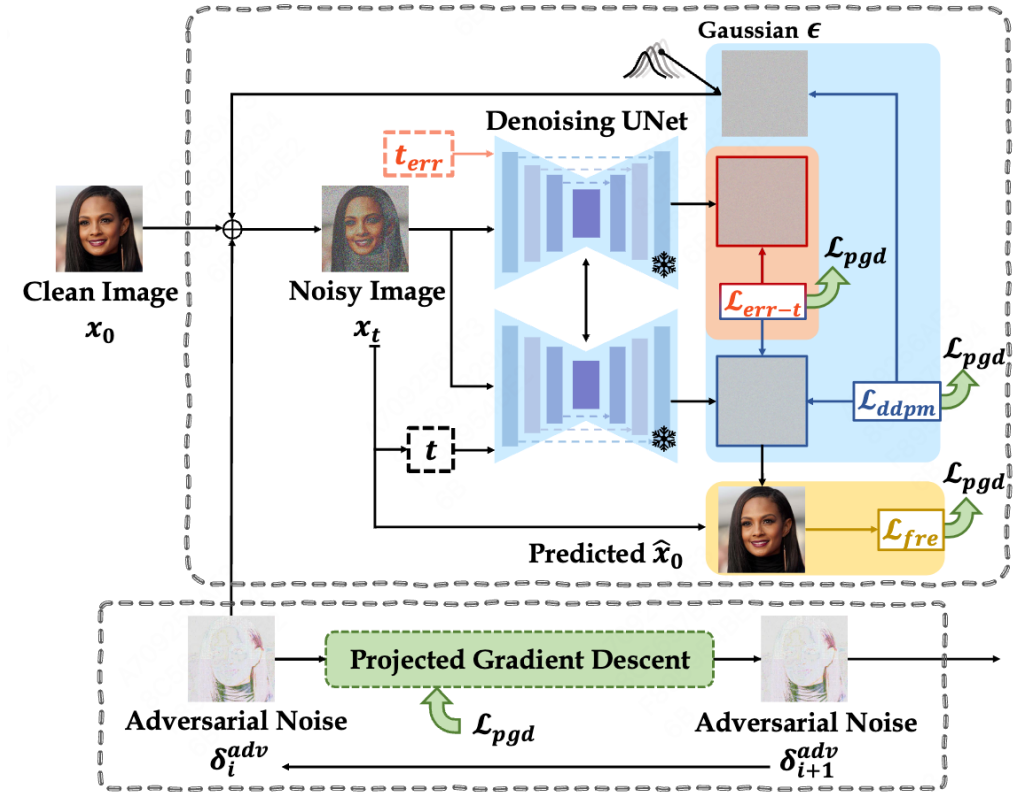 Gaussian ϵ
Denoising UNet
t_err
Clean Image
x_0
Noisy Image
x_t
ℒ_pgd
ℒ_err−t
ℒ_pgd
ℒ_ddpm
t
ℒ_pgd
ℒ_fre
Predicted x̂_0
Projected Gradient Descent
Adversarial Noise
δ_i^adv
ℒ_pgd
Adversarial Noise
δ_i+1^adv